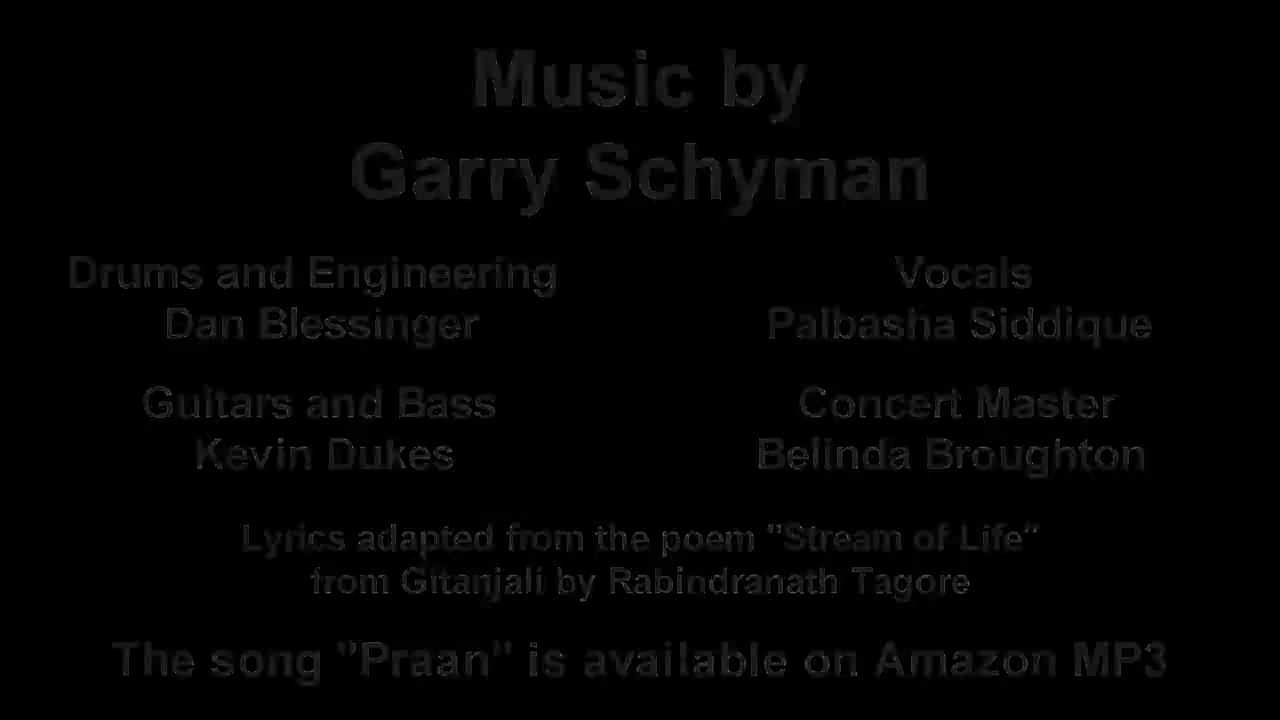 Music by
Garry Schyman
Drums and Engineering
Dan Blessinger
Vocals
Palbasha Siddique
Guitars and Bass
Kevin Dukes
Concert Master
Belinda Broughton
Lyrics adapted from the poem "Stream of Life"
from Gitanjali by Rabindranath Tagore
The song "Praan" is available on Amazon MP3